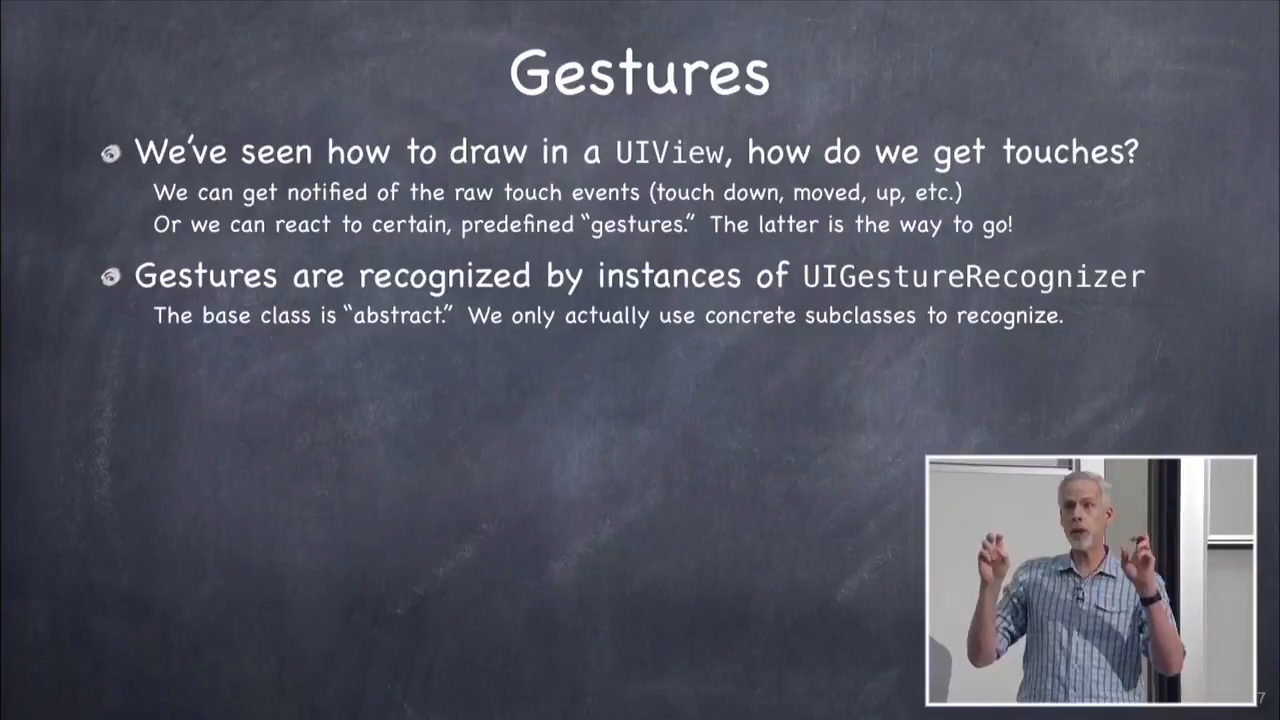 Gestures
We've seen how to draw in a UIView, how do we get touches?
We can get notified of the raw touch events (touch down, moved, up, etc.)
Or we can react to certain, predefined “gestures.” The latter is the way to go!
Gestures are recognized by instances of UIGestureRecognizer
The base class is “abstract.” We only actually use concrete subclasses to recognize.
7